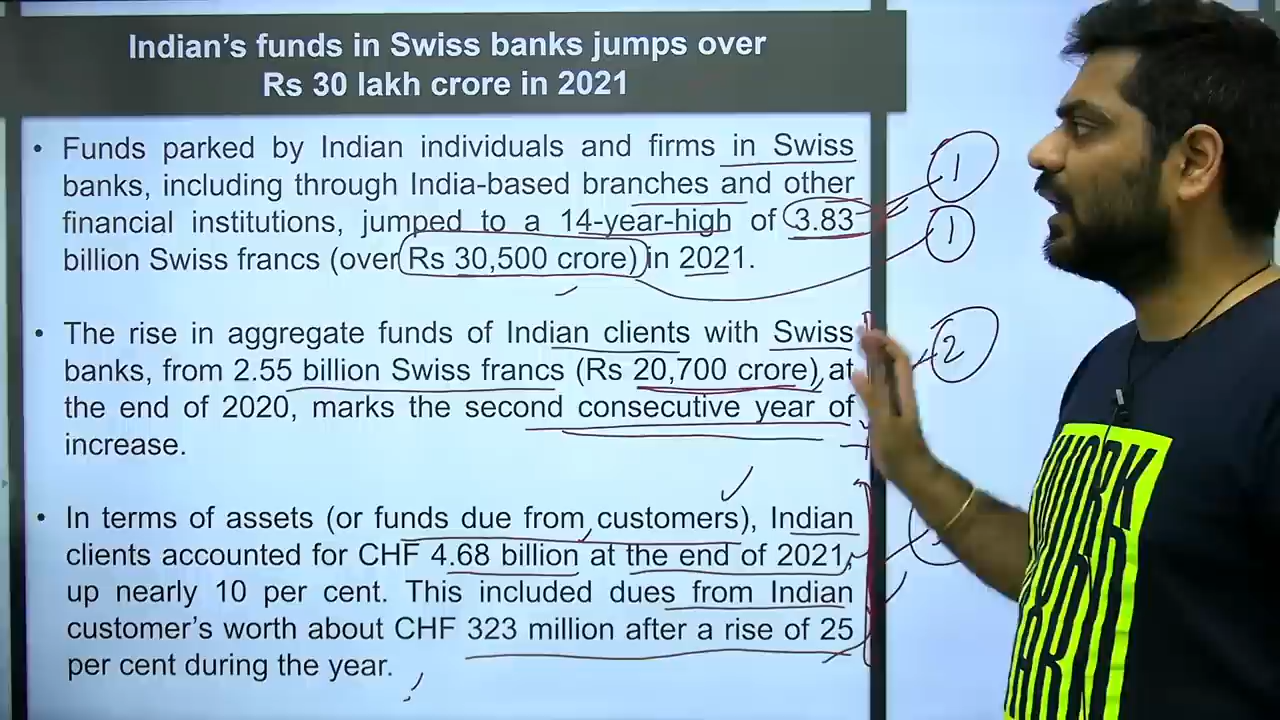 Indian's funds in Swiss banks jumps over
Rs 30 lakh crore in 2021
• Funds parked by Indian individuals and firms in Swiss
banks, including through India-based branches and other
financial institutions, jumped to a 14-year-high of 3.83
billion Swiss francs (over Rs 30,500 crore) in 2021.
1
1
• The rise in aggregate funds of Indian clients with Swiss
banks, from 2.55 billion Swiss francs (Rs 20,700 crore) at
the end of 2020, marks the second consecutive year of
increase.
2
• In terms of assets (or funds due from customers), Indian
clients accounted for CHF 4.68 billion at the end of 2021,
up nearly 10 per cent. This included dues from Indian
customer's worth about CHF 323 million after a rise of 25
per cent during the year.
WORK